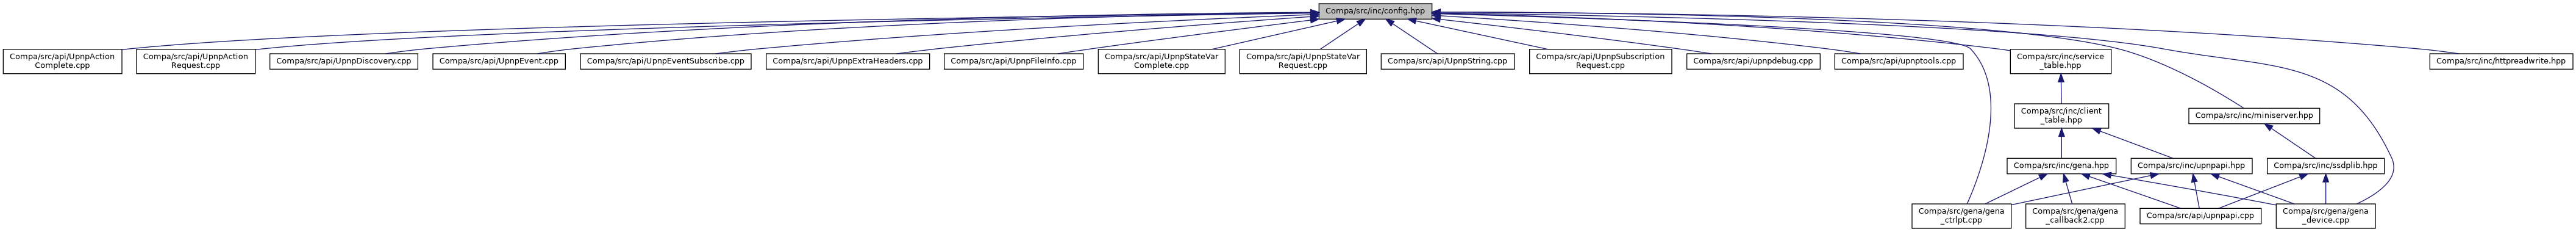 Compa/src/inc/config.hpp
Compa/src/api/UpnpAction
Complete.cpp
Compa/src/api/UpnpAction
Request.cpp
Compa/src/api/UpnpDiscovery.cpp
Compa/src/api/UpnpEvent.cpp
Compa/src/api/UpnpEventSubscribe.cpp
Compa/src/api/UpnpExtraHeaders.cpp
Compa/src/api/UpnpFileInfo.cpp
Compa/src/api/UpnpStateVar
Complete.cpp
Compa/src/api/UpnpStateVar
Request.cpp
Compa/src/api/UpnpString.cpp
Compa/src/api/UpnpSubscription
Request.cpp
Compa/src/api/upnpdebug.cpp
Compa/src/api/upnptools.cpp
Compa/src/inc/service
_table.hpp
Compa/src/inc/httpreadwrite.hpp
Compa/src/inc/client
_table.hpp
Compa/src/inc/miniserver.hpp
Compa/src/inc/gena.hpp
Compa/src/inc/upnpapi.hpp
Compa/src/inc/ssdplib.hpp
Compa/src/gena/gena
_ctrlpt.cpp
Compa/src/gena/gena
_callback2.cpp
Compa/src/api/upnpapi.cpp
Compa/src/gena/gena
_device.cpp